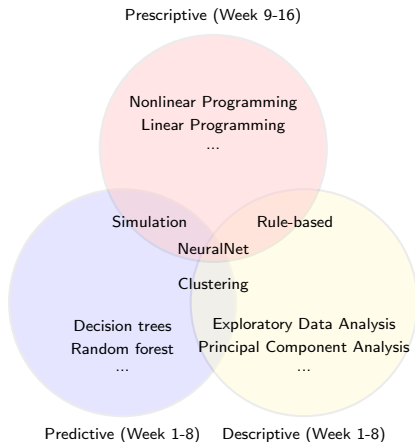 Prescriptive (Week 9-16)
Nonlinear Programming
Linear Programming
...
Simulation
Rule-based
NeuralNet
Clustering
Decision trees
Random forest
...
Exploratory Data Analysis
Principal Component Analysis
...
Predictive (Week 1-8)
Descriptive (Week 1-8)